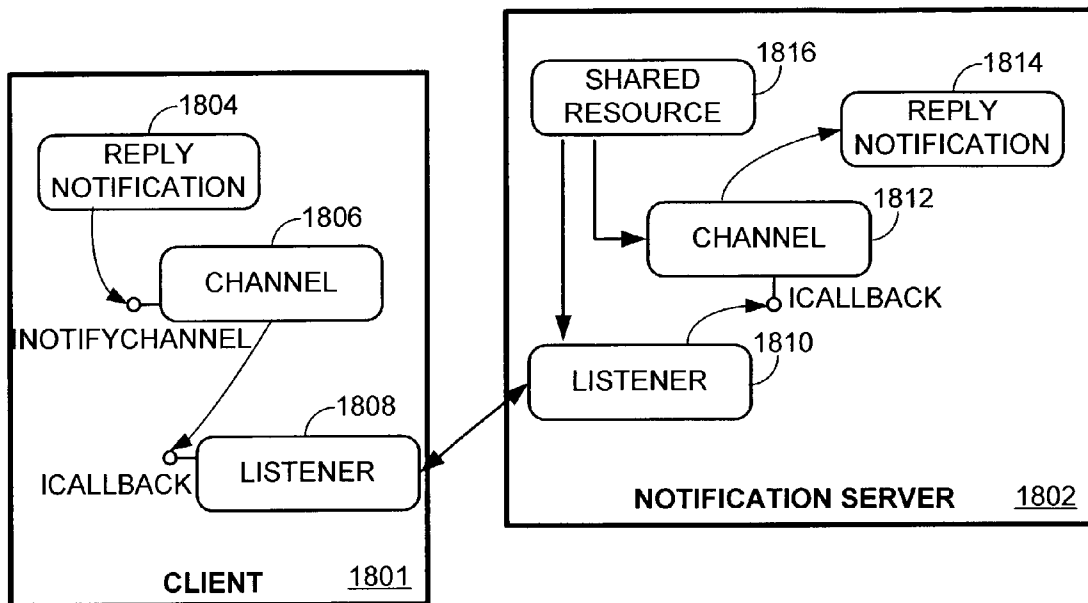 1804
REPLY
NOTIFICATION
1806
CHANNEL
INOTIFYCHANNEL
1808
ICALLBACK
LISTENER
CLIENT
1801
1816
SHARED
RESOURCE
1814
REPLY
NOTIFICATION
1812
CHANNEL
ICALLBACK
1810
LISTENER
NOTIFICATION SERVER
1802